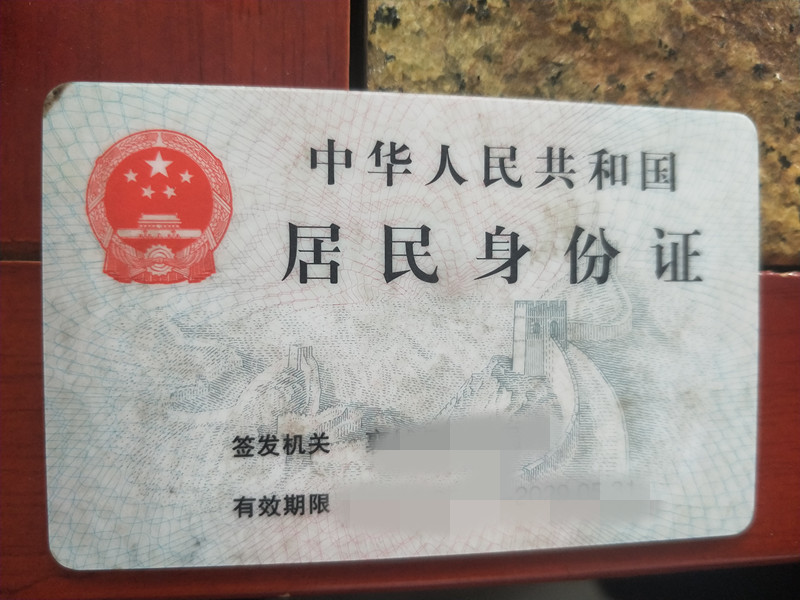 中华人民共和国
居民身份证
签发机关
有效期限